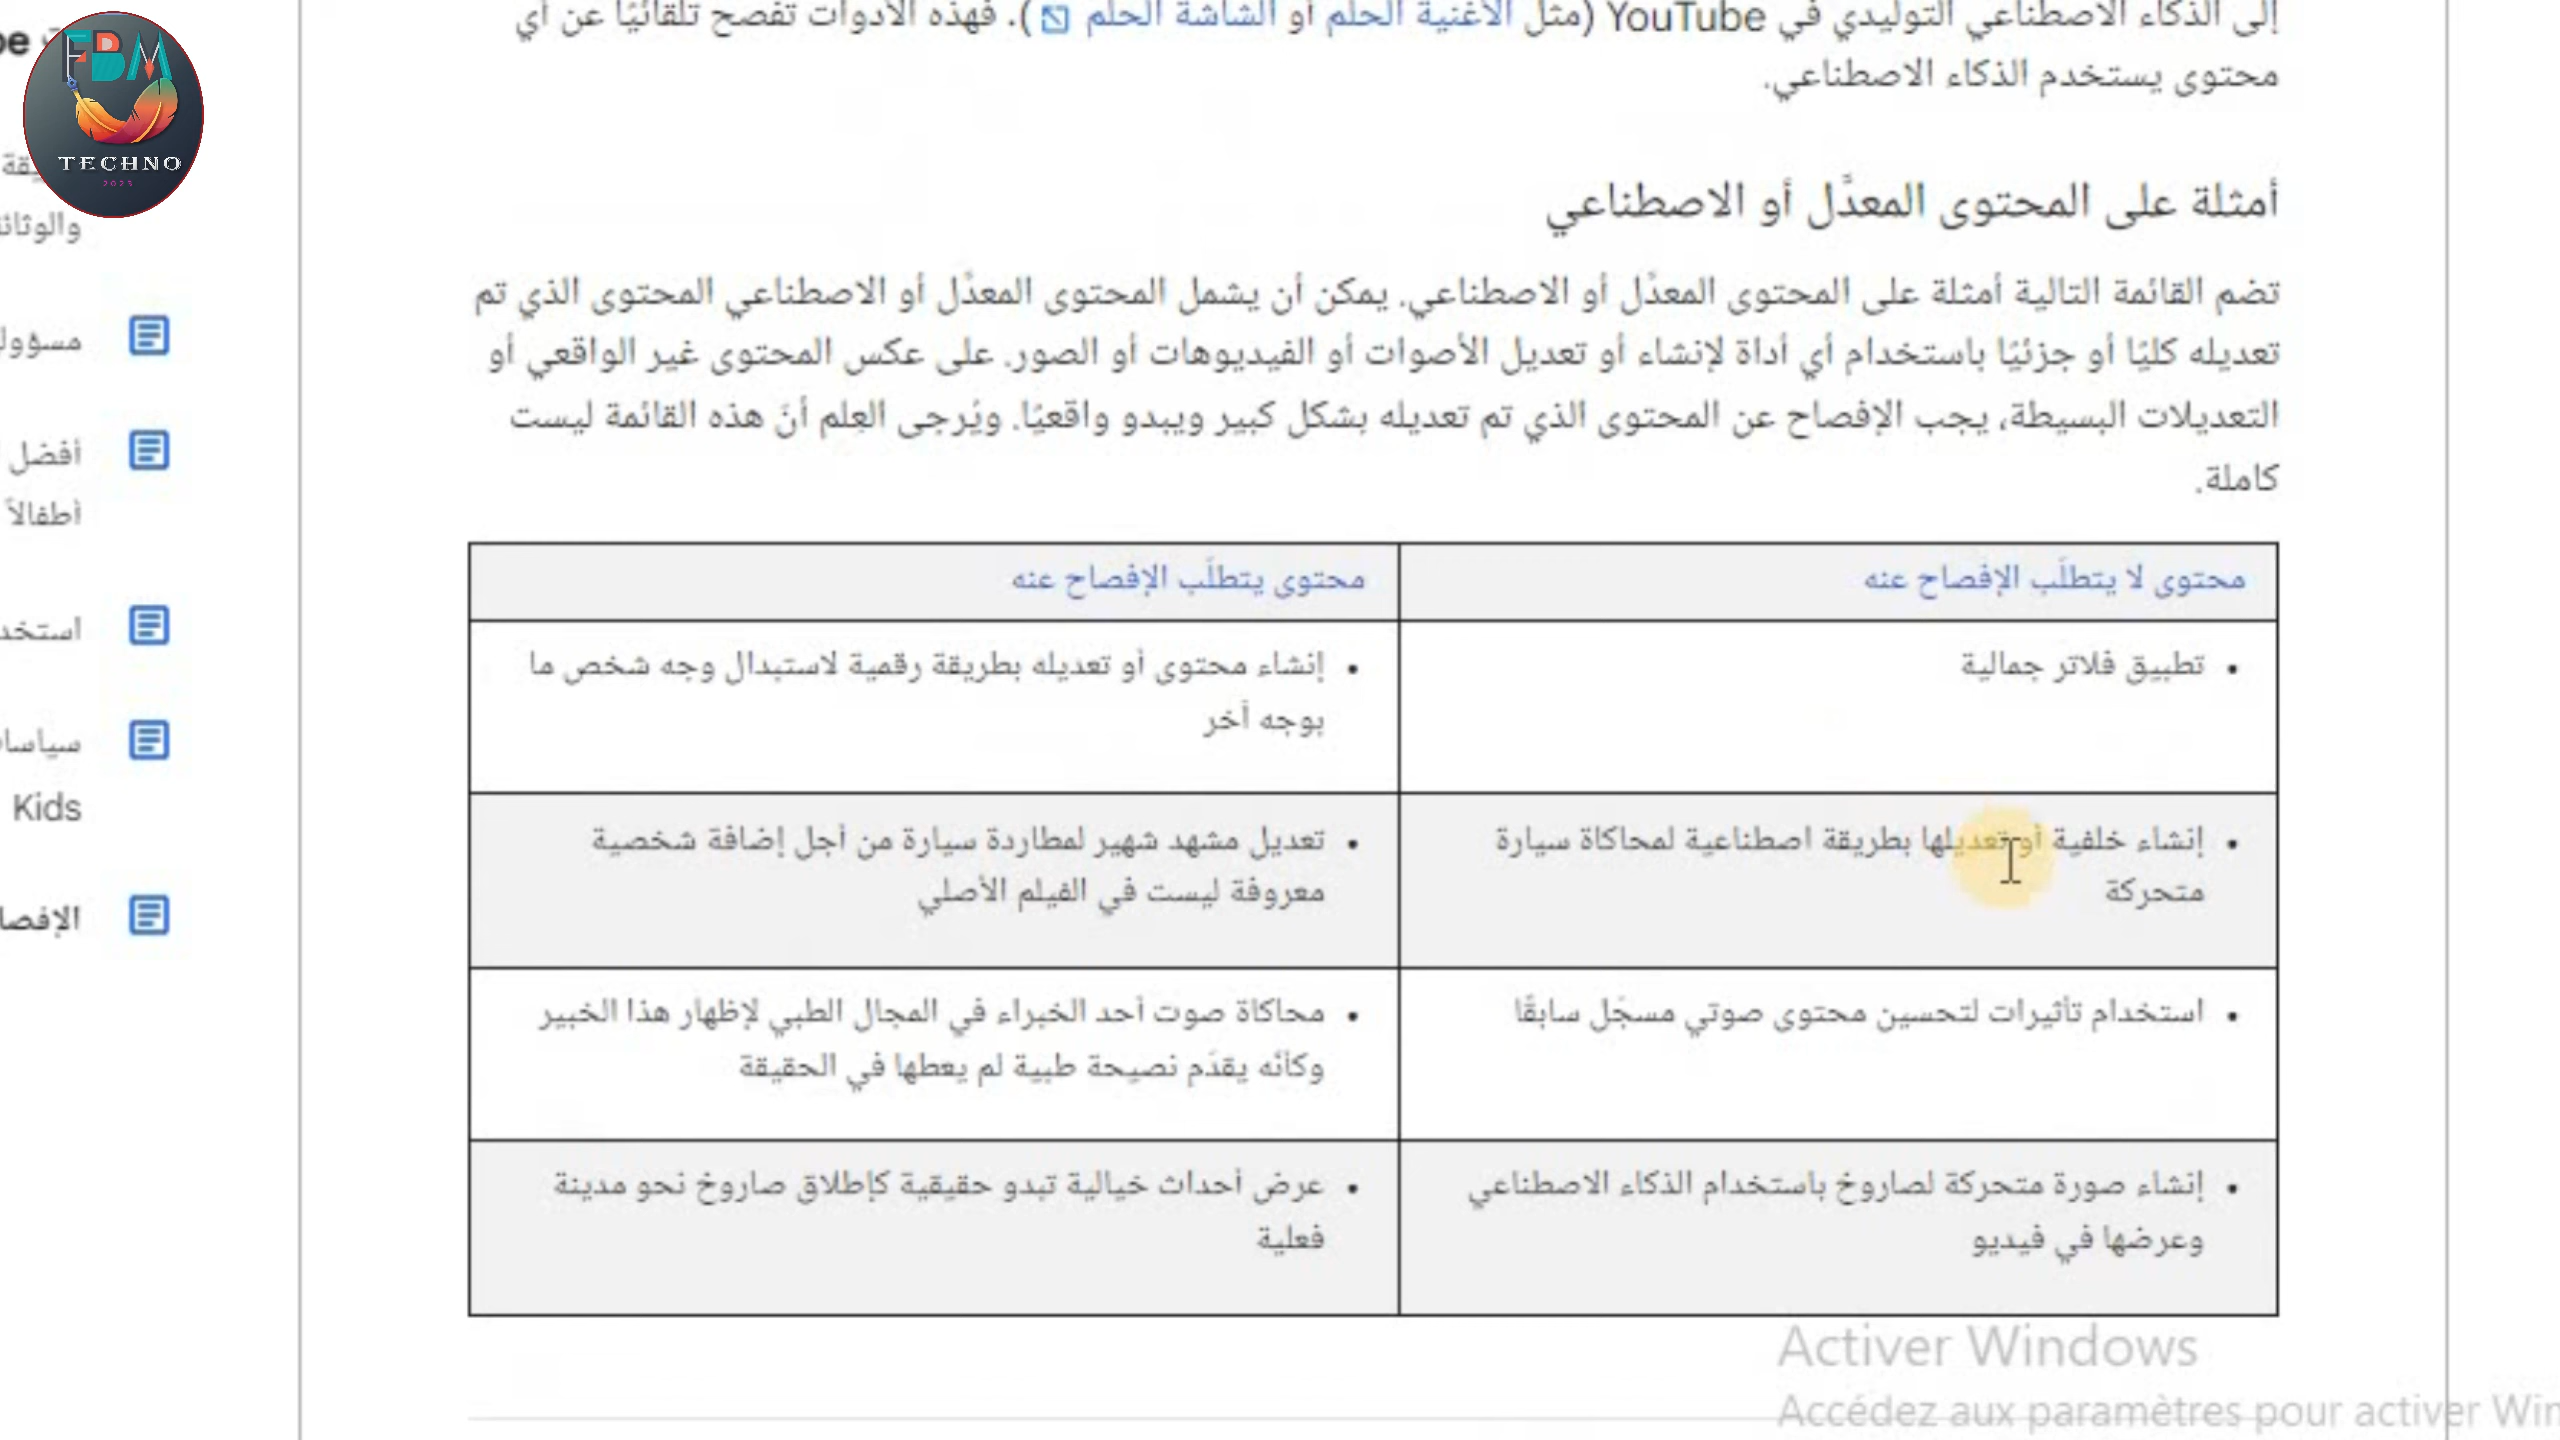 إلى الذكاء الاصطناعي التوليدي في YouTube (مثل الأغنية الحلم أو الشاشة الحلم). فهذه الأدوات تفصح تلقائيًا عن أي
محتوى يستخدم الذكاء الاصطناعي.
أمثلة على المحتوى المعدَّل أو الاصطناعي
تضم القائمة التالية أمثلة على المحتوى المعدَّل أو الاصطناعي. يمكن أن يشمل المحتوى المعدَّل أو الاصطناعي المحتوى الذي تم
تعديله كليًا أو جزئيًا باستخدام أي أداة لإنشاء أو تعديل الأصوات أو الفيديوهات أو الصور. على عكس المحتوى غير الواقعي أو
التعديلات البسيطة، يجب الإفصاح عن المحتوى الذي تم تعديله بشكل كبير ويبدو واقعيًا. ويُرجى العِلم أنّ هذه القائمة ليست
كاملة.
محتوى لا يتطلّب الإفصاح عنه
محتوى يتطلّب الإفصاح عنه
• تطبيق فلاتر جمالية
• إنشاء محتوى أو تعديله بطريقة رقمية لاستبدال وجه شخص ما
بوجه آخر
• إنشاء خلفية أو تعديلها بطريقة اصطناعية لمحاكاة سيارة
متحركة
• تعديل مشهد شهير لمطاردة سيارة من أجل إضافة شخصية
معروفة ليست في الفيلم الأصلي
• استخدام تأثيرات لتحسين محتوى صوتي مسجّل سابقًا
• محاكاة صوت أحد الخبراء في المجال الطبي لإظهار هذا الخبير
وكأنّه يقدّم نصيحة طبية لم يعطها في الحقيقة
• إنشاء صورة متحركة لصاروخ باستخدام الذكاء الاصطناعي
وعرضها في فيديو
• عرض أحداث خيالية تبدو حقيقية كإطلاق صاروخ نحو مدينة
فعلية
FBM
TECHNO
2023
أفضل
أطفالاً
Kids
Activer Windows
Accédez aux paramètres pour activer